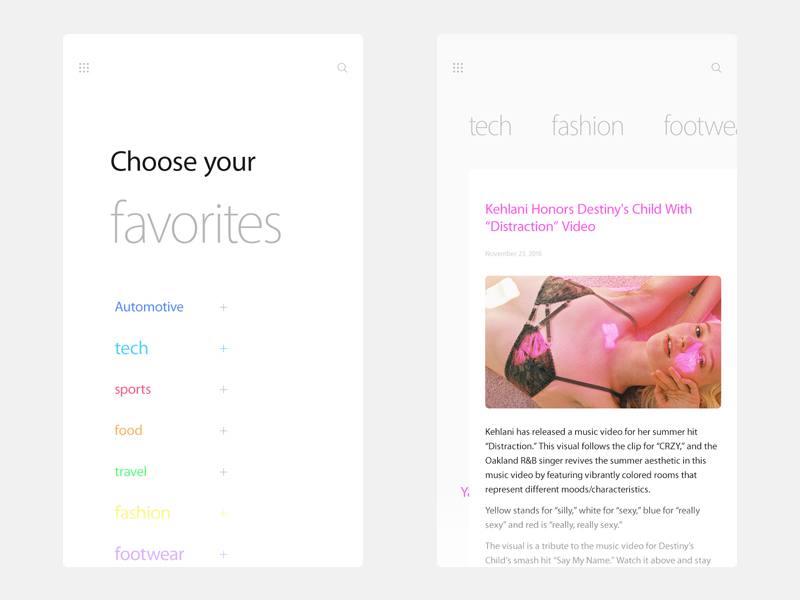 Choose your
favorites
Automotive +
tech +
sports +
food +
travel +
fashion +
footwear +
tech fashion footwea
Kehlani Honors Destiny's Child With
“Distraction” Video
November 23, 2016
Kehlani has released a music video for her summer hit
“Distraction.” This visual follows the clip for “CRZY,” and the
Oakland R&B singer revives the summer aesthetic in this
music video by featuring vibrantly colored rooms that
represent different moods/characteristics.
Yellow stands for “silly,” white for “sexy,” blue for “really
sexy” and red is “really, really sexy.”
The visual is a tribute to the music video for Destiny’s
Child’s smash hit “Say My Name.” Watch it above and stay